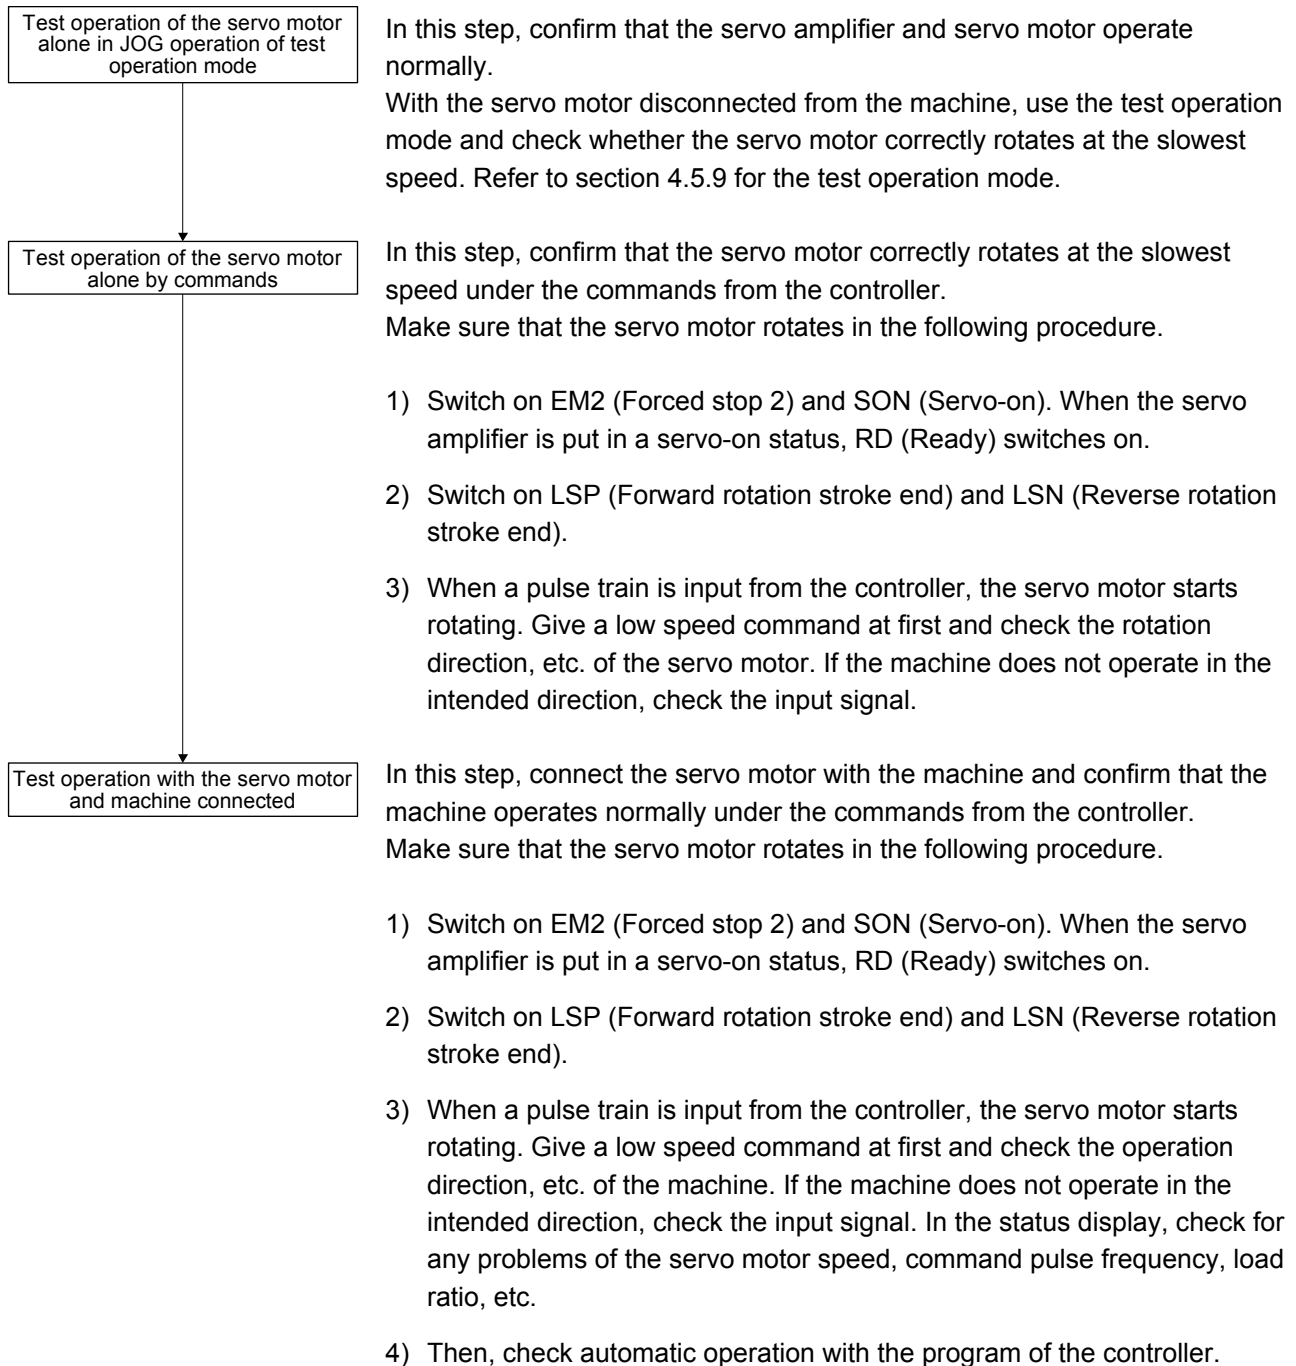 Test operation of the servo motor
alone in JOG operation of test
operation mode
In this step, confirm that the servo amplifier and servo motor operate
normally.
With the servo motor disconnected from the machine, use the test operation
mode and check whether the servo motor correctly rotates at the slowest
speed. Refer to section 4.5.9 for the test operation mode.
Test operation of the servo motor
alone by commands
In this step, confirm that the servo motor correctly rotates at the slowest
speed under the commands from the controller.
Make sure that the servo motor rotates in the following procedure.
1) Switch on EM2 (Forced stop 2) and SON (Servo-on). When the servo
amplifier is put in a servo-on status, RD (Ready) switches on.
2) Switch on LSP (Forward rotation stroke end) and LSN (Reverse rotation
stroke end).
3) When a pulse train is input from the controller, the servo motor starts
rotating. Give a low speed command at first and check the rotation
direction, etc. of the servo motor. If the machine does not operate in the
intended direction, check the input signal.
Test operation with the servo motor
and machine connected
In this step, connect the servo motor with the machine and confirm that the
machine operates normally under the commands from the controller.
Make sure that the servo motor rotates in the following procedure.
1) Switch on EM2 (Forced stop 2) and SON (Servo-on). When the servo
amplifier is put in a servo-on status, RD (Ready) switches on.
2) Switch on LSP (Forward rotation stroke end) and LSN (Reverse rotation
stroke end).
3) When a pulse train is input from the controller, the servo motor starts
rotating. Give a low speed command at first and check the operation
direction, etc. of the machine. If the machine does not operate in the
intended direction, check the input signal. In the status display, check for
any problems of the servo motor speed, command pulse frequency, load
ratio, etc.
4) Then, check automatic operation with the program of the controller.